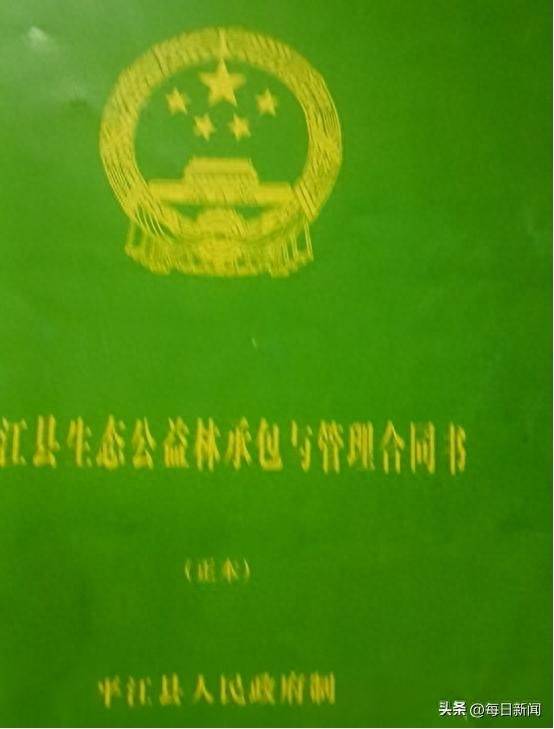 江县生态公益林承包与管理合同书
(正本)
平江县人民政府制
头条 @每日新闻